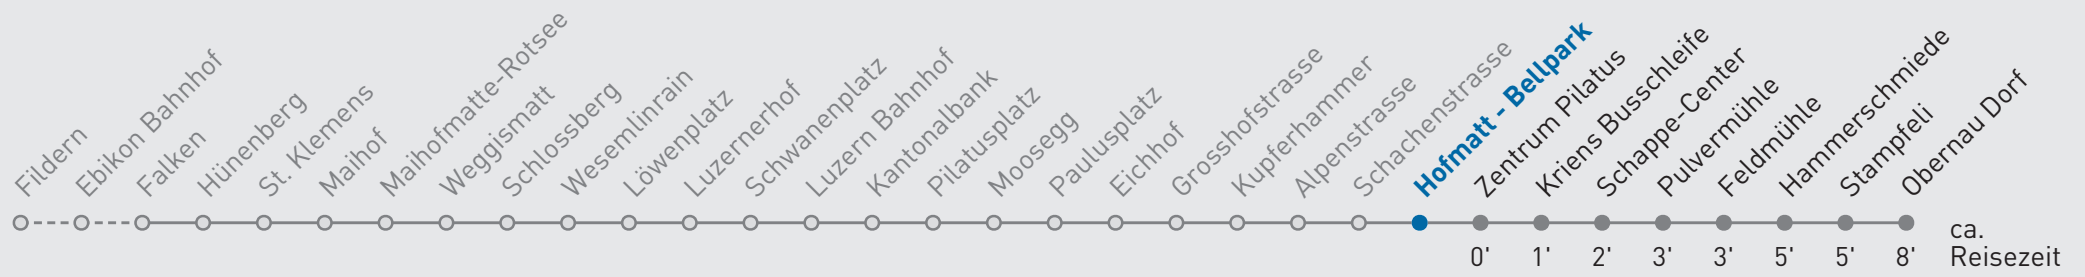 Fildern
Ebikon Bahnhof
Falken
Hünenberg
St. Klemens
Maihof
Maihofmatte-Rotsee
Weggismatt
Schlossberg
Wesemlinrain
Löwenplatz
Luzernerhof
Schwanenplatz
Luzern Bahnhof
Kantonalbank
Pilatusplatz
Moosegg
Paulusplatz
Eichhof
Grosshofstrasse
Kupferhammer
Alpenstrasse
Schachenstrasse
Hofmatt - Bellpark
Zentrum Pilatus
Kriens Busschleife
Schappe-Center
Pulvermühle
Feldmühle
Hammerschmiede
Stampfeli
Obernau Dorf
0' 1' 2' 3' 3' 5' 5' 8'
ca.
Reisezeit